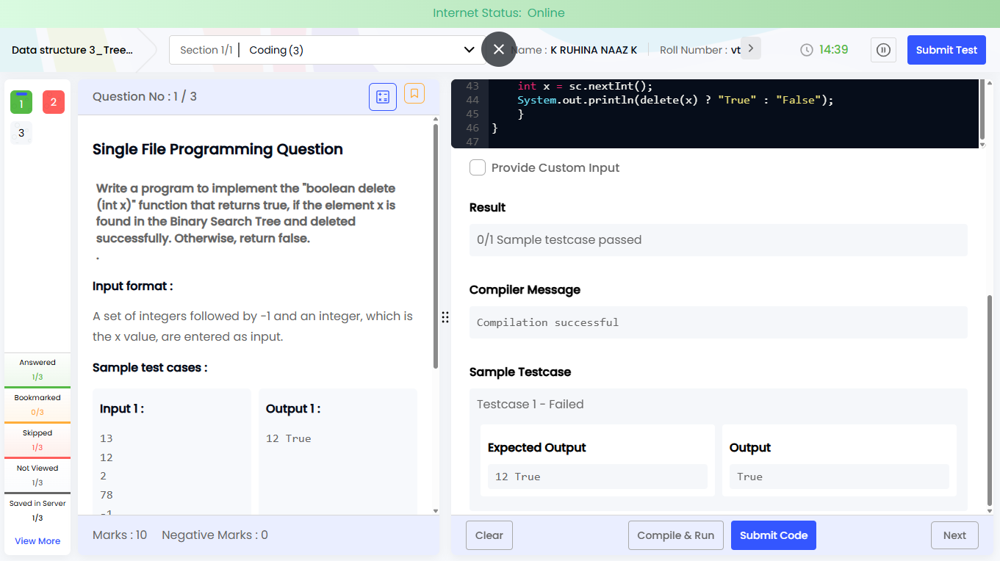 Internet Status: Online
Data structure 3_Tree...
Section 1/1 | Coding (3)
Name : K RUHINA NAAZ K
Roll Number : vt
14:39
Submit Test
1
2
3
Answered
1/3
Bookmarked
0/3
Skipped
1/3
Not Viewed
1/3
Saved in Server
1/3
View More
Question No : 1 / 3
Single File Programming Question
Write a program to implement the "boolean delete
(int x)" function that returns true, if the element x is
found in the Binary Search Tree and deleted
successfully. Otherwise, return false.
.
Input format :
A set of integers followed by -1 and an integer, which is
the x value, are entered as input.
Sample test cases :
Input 1 :
13
12
2
78
-1
Output 1 :
12 True
Marks : 10 Negative Marks : 0
43 int x = sc.nextInt();
44 System.out.println(delete(x) ? "True" : "False");
45 }
46 }
47
Provide Custom Input
Result
0/1 Sample testcase passed
Compiler Message
Compilation successful
Sample Testcase
Testcase 1 - Failed
Expected Output
12 True
Output
True
Clear
Compile & Run
Submit Code
Next